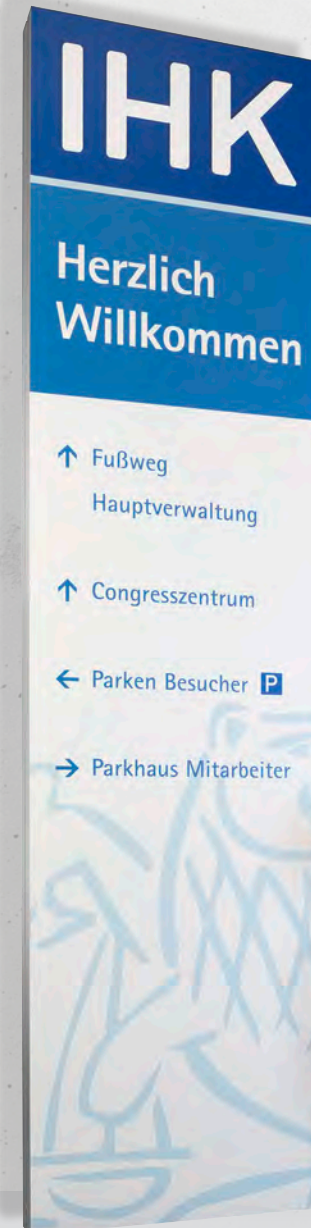 IHK
Herzlich
Willkommen
↑ Fußweg
Hauptverwaltung
↑ Congresszentrum
← Parken Besucher P
→ Parkhaus Mitarbeiter